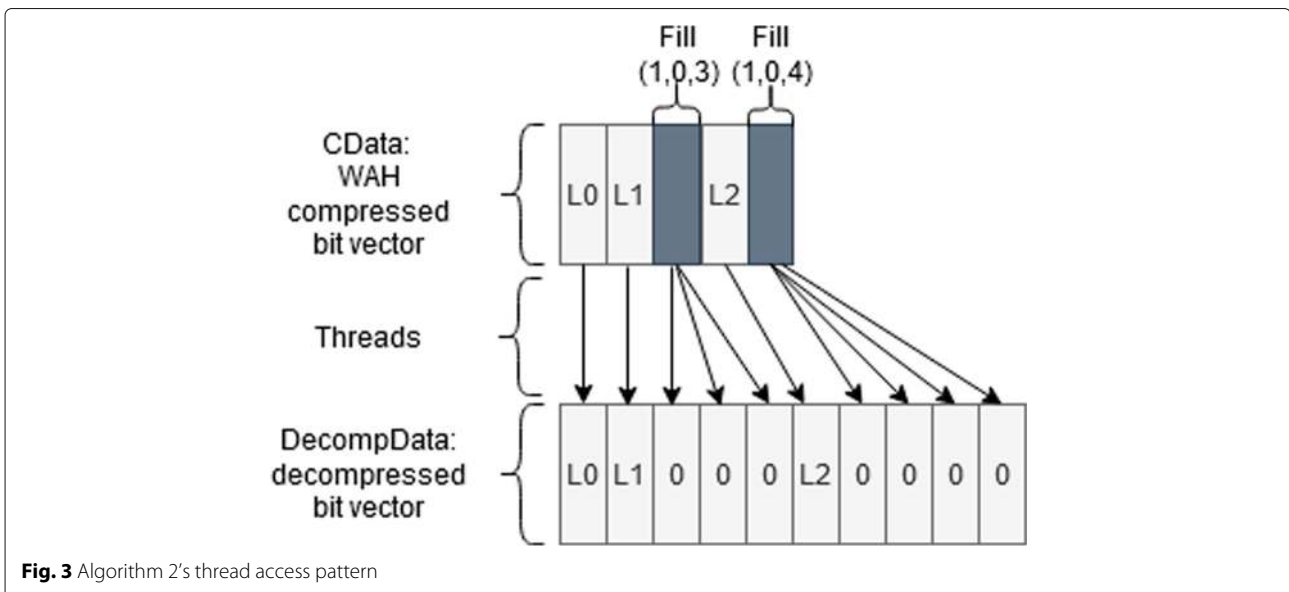 Fill Fill
(1,0,3) (1,0,4)
CData:
WAH
compressed
bit vector
L0 L1 L2
Threads
DecompData:
decompressed
bit vector
L0 L1 0 0 0 L2 0 0 0 0
Fig. 3 Algorithm 2's thread access pattern